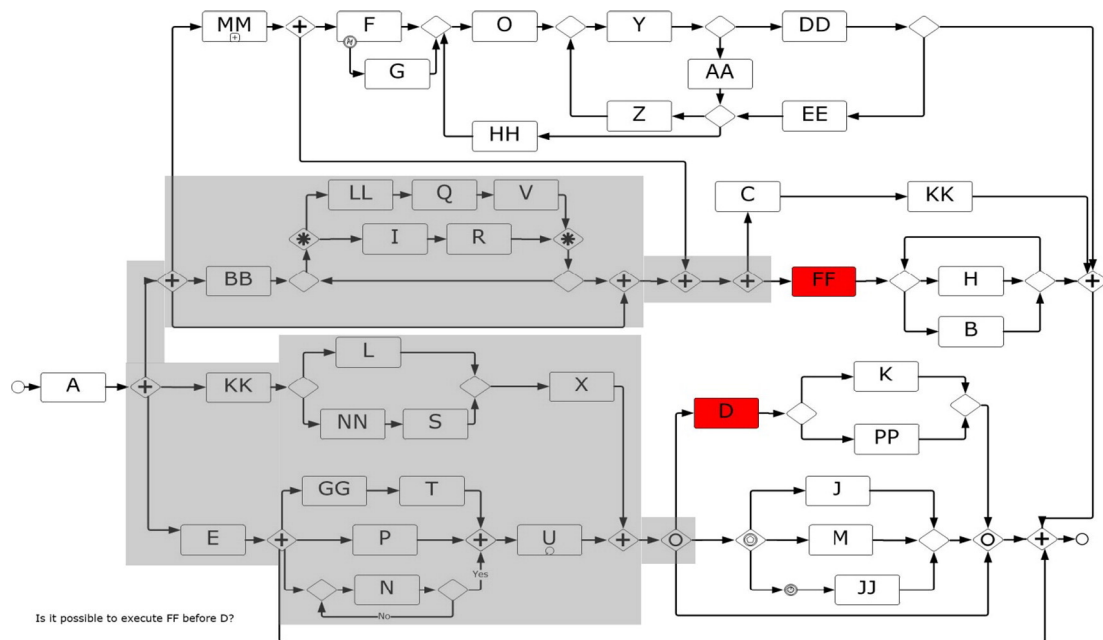 MM
F
O
Y
DD
G
AA
Z
EE
HH
LL
Q
V
C
KK
I
R
BB
FF
H
B
L
A
KK
X
K
NN
S
D
PP
GG
T
J
E
P
U
M
N
Yes
JJ
No
Is it possible to execute FF before D?